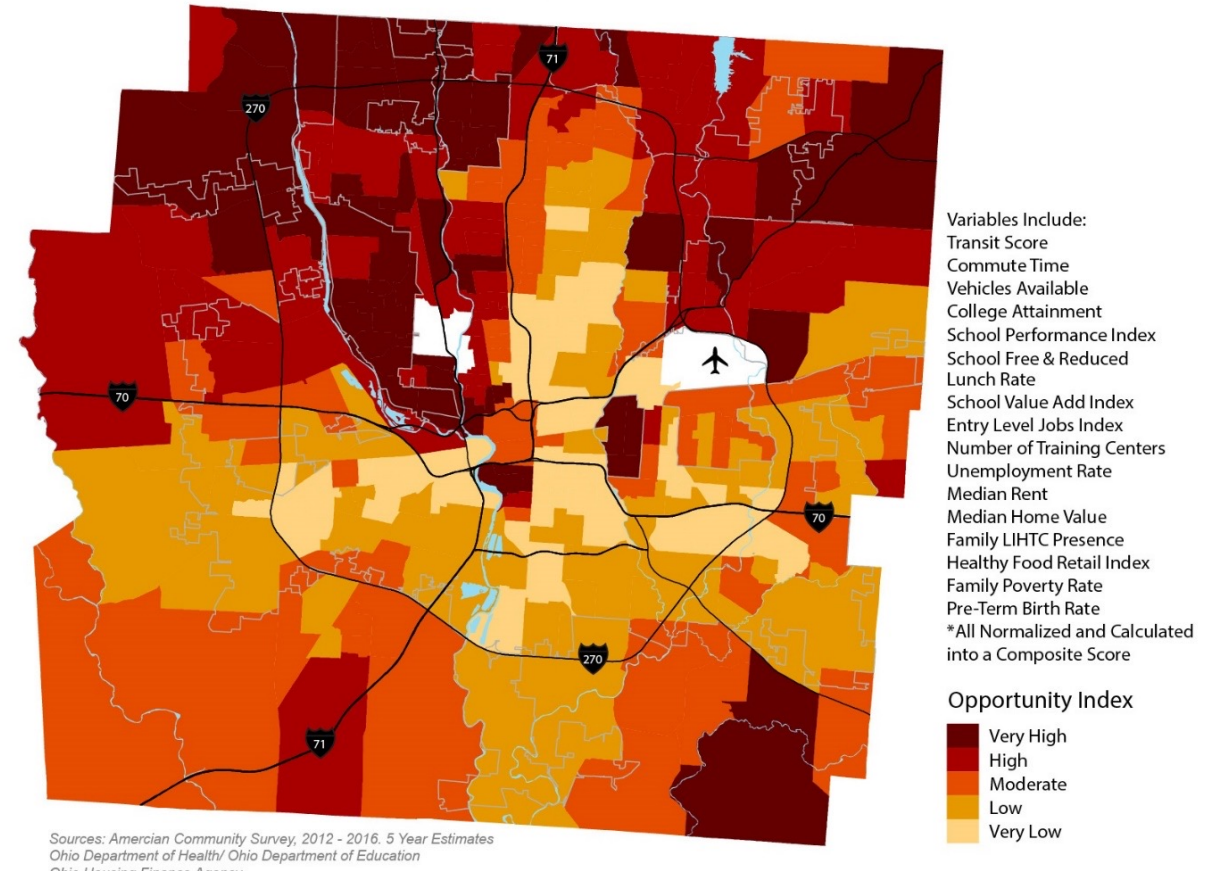 71
270
70
70
270
71
Variables Include:
Transit Score
Commute Time
Vehicles Available
College Attainment
School Performance Index
School Free & Reduced
Lunch Rate
School Value Add Index
Entry Level Jobs Index
Number of Training Centers
Unemployment Rate
Median Rent
Median Home Value
Family LIHTC Presence
Healthy Food Retail Index
Family Poverty Rate
Pre-Term Birth Rate
*All Normalized and Calculated
into a Composite Score
Opportunity Index
Very High
High
Moderate
Low
Very Low
Sources: Amercian Community Survey, 2012 - 2016. 5 Year Estimates
Ohio Department of Health/ Ohio Department of Education
Ohio Housing Finance Agency